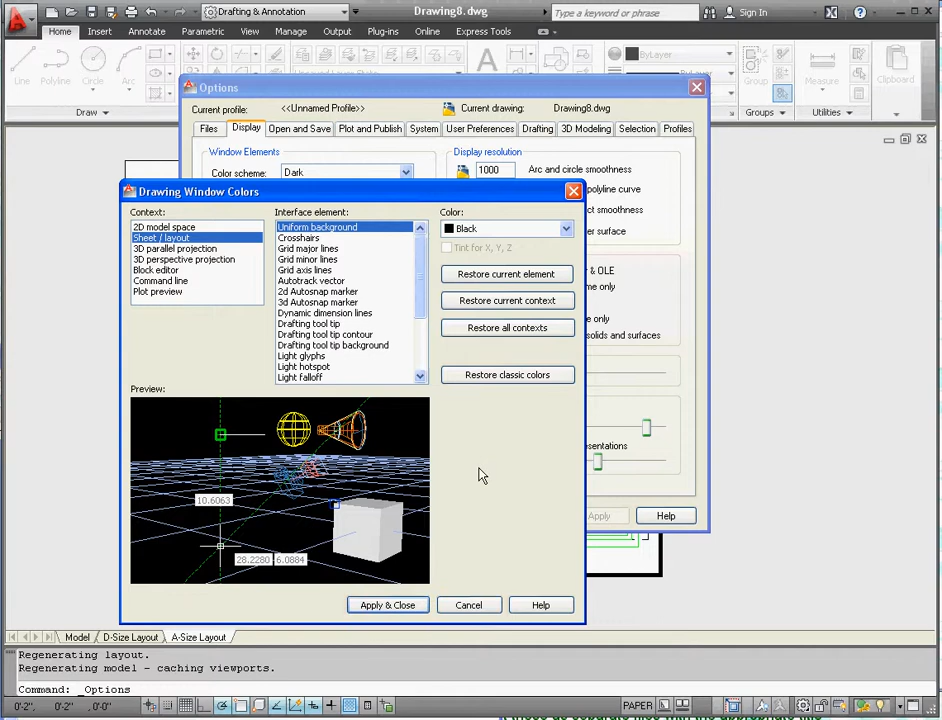 Drafting & Annotation
Drawing8.dwg
Type a keyword or phrase
Sign In
Home Insert Annotate Parametric View Manage Output Plug-ins Online Express Tools
Line Polyline Circle Arc
ByLayer
Group
Measure
Clipboard
Draw
Groups
Utilities
Options
Current profile: <<Unnamed Profile>> Current drawing: Drawing8.dwg
Files Display Open and Save Plot and Publish System User Preferences Drafting 3D Modeling Selection Profiles
Window Elements
Display resolution
Color scheme: Dark
1000 Arc and circle smoothness
polyline curve
ct smoothness
er surface
& OLE
me only
only
solids and surfaces
esentations
Apply
Help
Drawing Window Colors
Context:
2D model space
Sheet / layout
3D parallel projection
3D perspective projection
Block editor
Command line
Plot preview
Interface element:
Uniform background
Crosshairs
Grid major lines
Grid minor lines
Grid axis lines
Autotrack vector
2d Autosnap marker
3d Autosnap marker
Dynamic dimension lines
Drafting tool tip
Drafting tool tip contour
Drafting tool tip background
Light glyphs
Light hotspot
Light falloff
Color:
Black
Tint for X, Y, Z
Restore current element
Restore current context
Restore all contexts
Restore classic colors
Preview:
10.6063
28.2280 6.0884
Apply & Close
Cancel
Help
Model D-Size Layout A-Size Layout
Regenerating layout.
Regenerating model - caching viewports.
Command: _Options
0'-2", 0'-2" , 0'-0"
PAPER